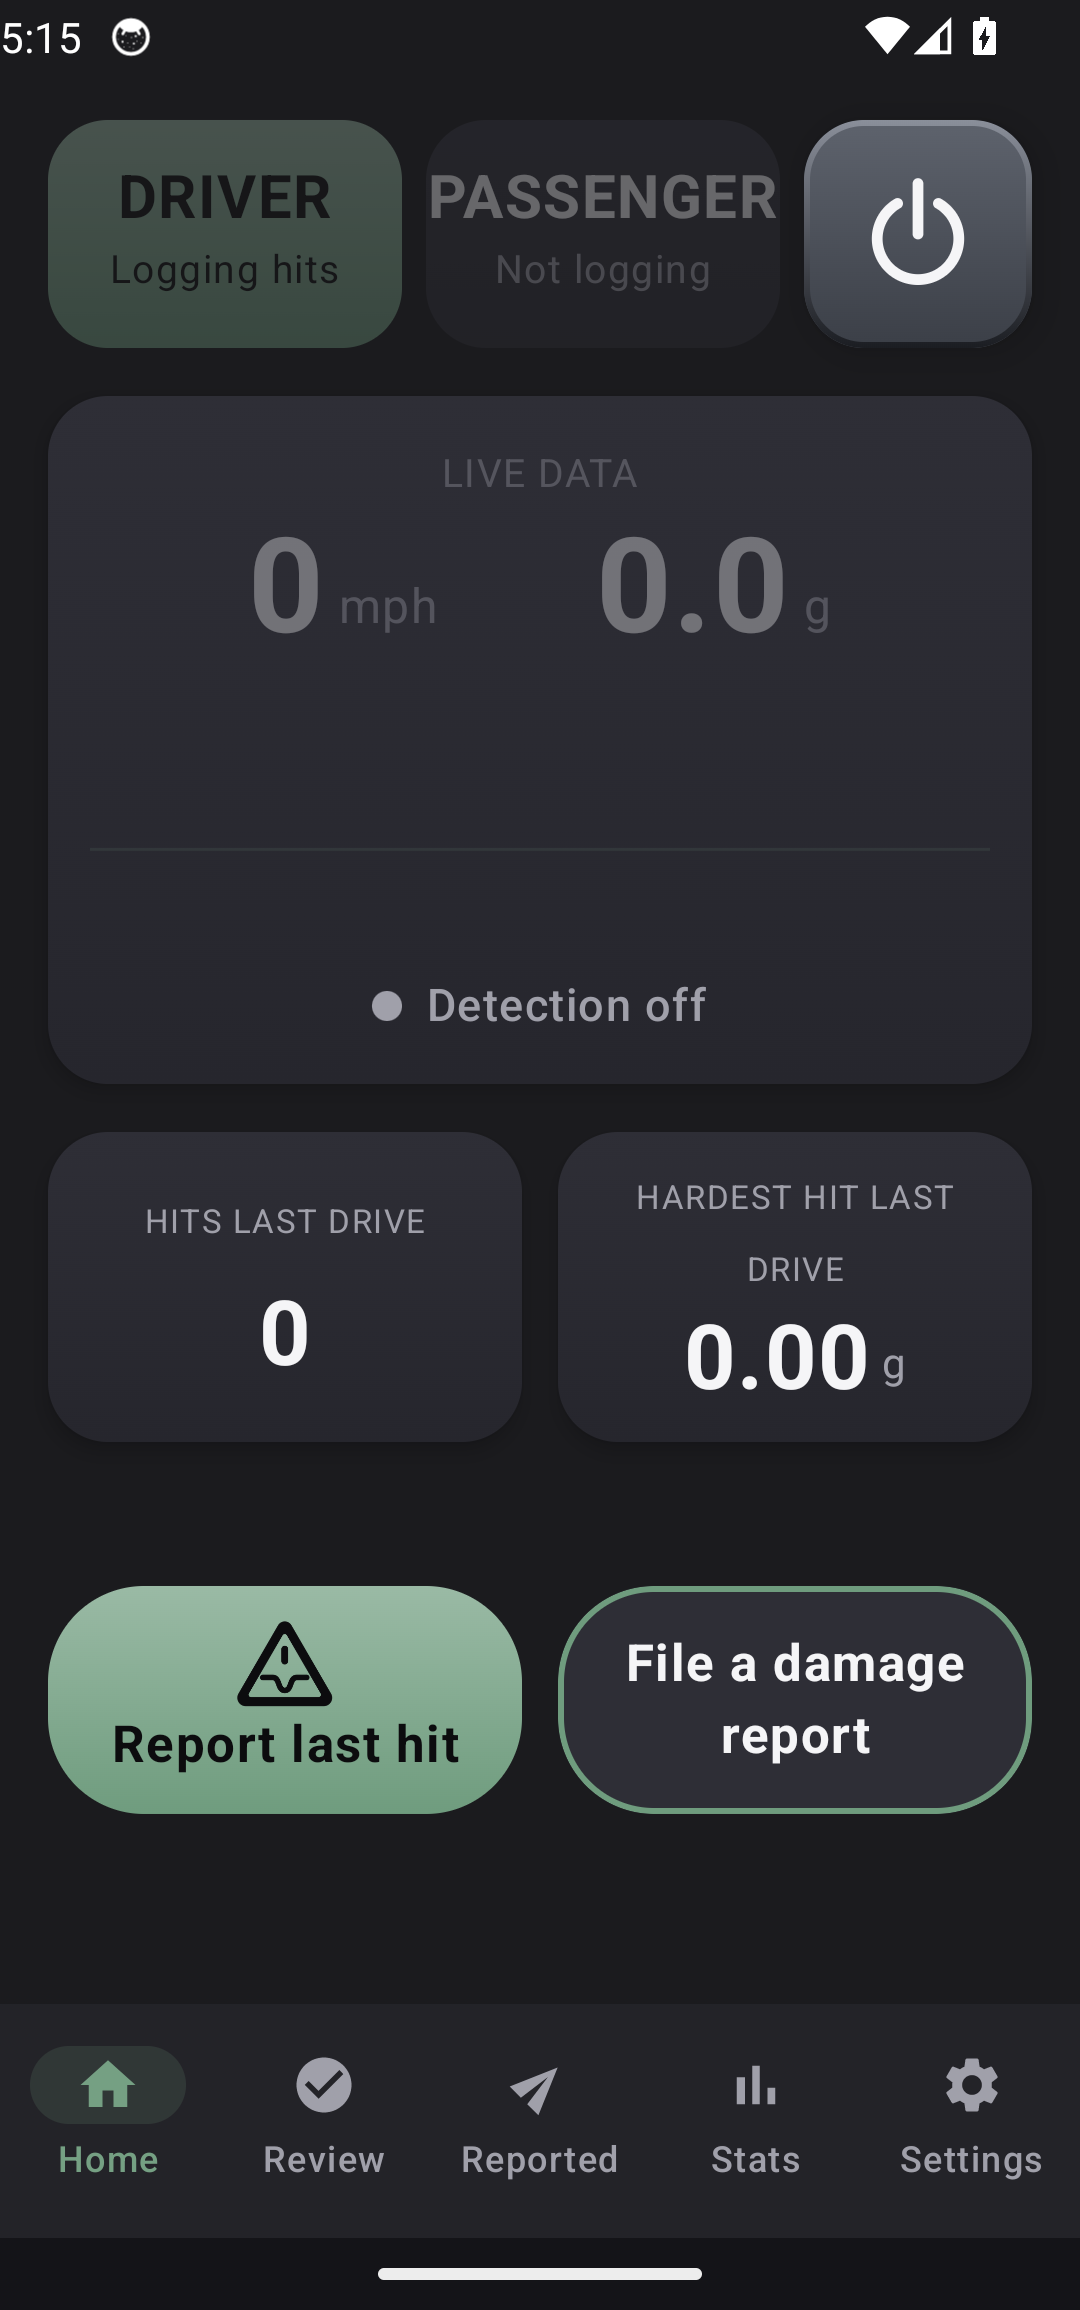 5:15
DRIVER
Logging hits
PASSENGER
Not logging
LIVE DATA
0 mph
0.0 g
Detection off
HITS LAST DRIVE
0
HARDEST HIT LAST
DRIVE
0.00 g
Report last hit
File a damage
report
Home
Review
Reported
Stats
Settings